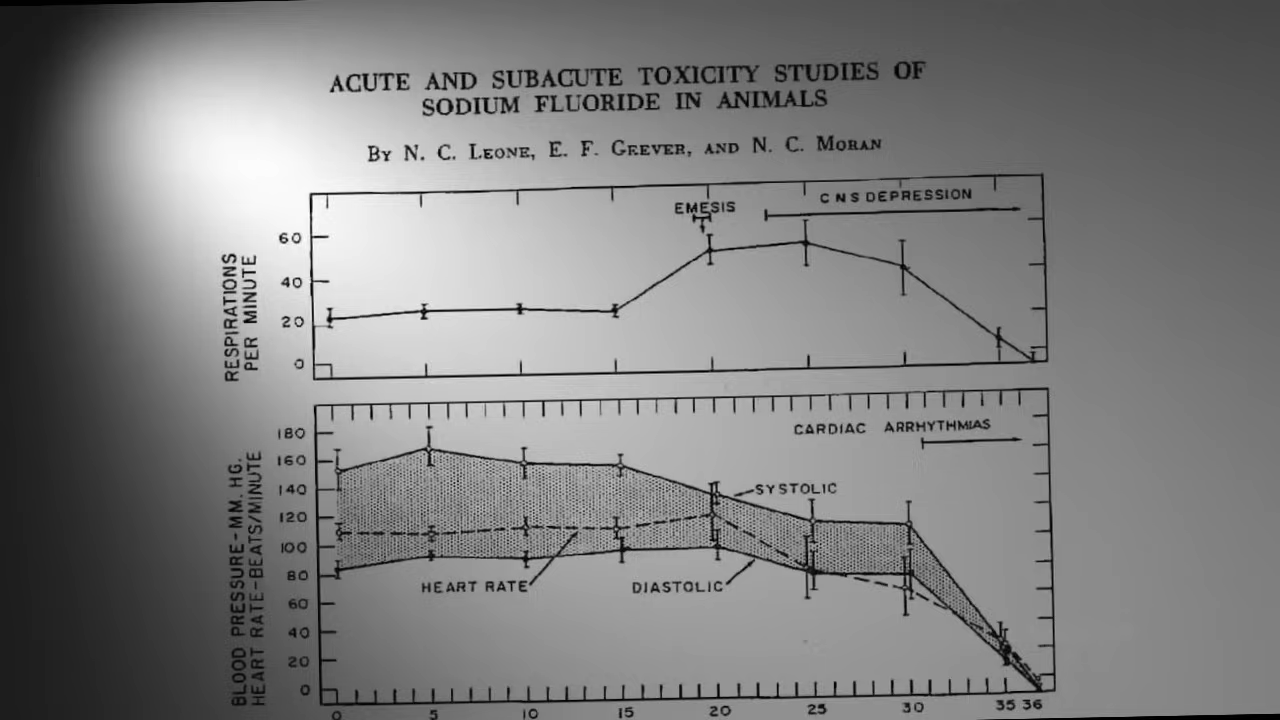 ACUTE AND SUBACUTE TOXICITY STUDIES OF
SODIUM FLUORIDE IN ANIMALS
BY N. C. LEONE, E. F. GEEVER, AND N. C. MORAN
EMESIS
CNS DEPRESSION
RESPIRATIONS
PER MINUTE
60
40
20
0
CARDIAC ARRHYTHMIAS
SYSTOLIC
HEART RATE
DIASTOLIC
BLOOD PRESSURE-MM. HG.
HEART RATE-BEATS/MINUTE
180
160
140
120
100
80
60
40
20
0
0 5 10 15 20 25 30 35 36